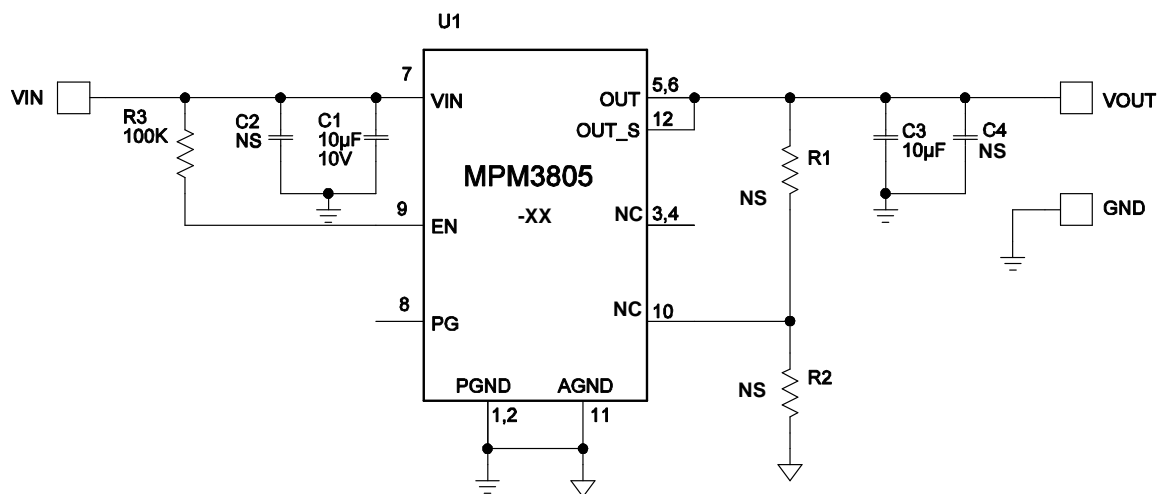 U1
7
VIN
VIN
R3
100K
C2
NS
C1
10µF
10V
MPM3805
-XX
9
EN
8
PG
PGND
AGND
1,2
11
OUT
5,6
OUT_S
12
NC
3,4
NC
10
R1
NS
NS
R2
C3
10µF
C4
NS
VOUT
GND